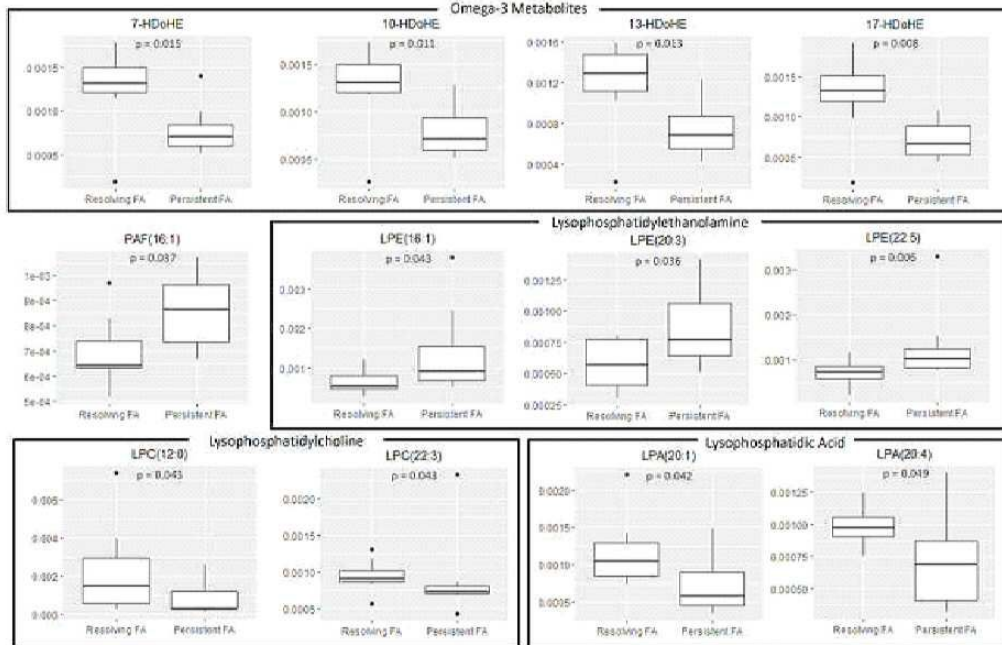 Omega-3 Metabolites
7-HDoHE 10-HDoHE 13-HDoHE 17-HDoHE
p = 0.015 p = 0.011 p = 0.013 p = 0.008
0.0015 0.0010 0.0005
0.0015 0.0010 0.0005
0.0016 0.0012 0.0008 0.0004
0.0015 0.0010 0.0005
Resolving FA Persistent FA Resolving FA Persistent FA Resolving FA Persistent FA Resolving FA Persistent FA
Lysophosphatidylethanolamine
PAF(16:1) LPE(16:1) LPE(20:3) LPE(22:5)
p = 0.037 p = 0.043 p = 0.036 p = 0.006
1e-03 9e-04 8e-04 7e-04 6e-04 5e-04
0.003 0.002 0.001
0.00125 0.00100 0.00075 0.00050 0.00025
0.003 0.002 0.001
Resolving FA Persistent FA Resolving FA Persistent FA Resolving FA Persistent FA Resolving FA Persistent FA
Lysophosphatidylcholine
LPC(12:0) LPC(22:3)
p = 0.043 p = 0.043
0.006 0.004 0.002 0.000
0.0020 0.0015 0.0010 0.0005
Resolving FA Persistent FA Resolving FA Persistent FA
Lysophosphatidic Acid
LPA(20:1) LPA(20:4)
p = 0.042 p = 0.049
0.0020 0.0015 0.0010 0.0005
0.00125 0.00100 0.00075 0.00050
Resolving FA Persistent FA Resolving FA Persistent FA